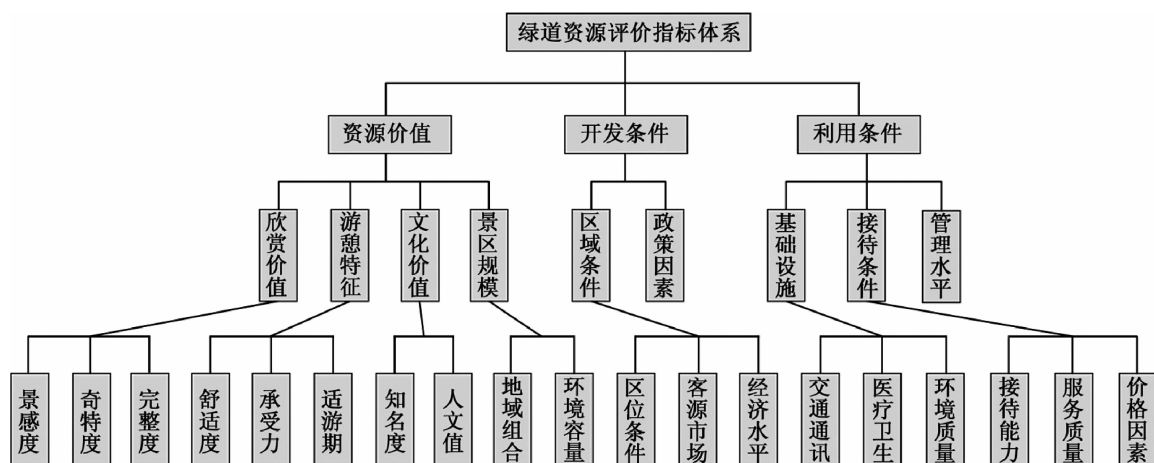 绿道资源评价指标体系
资源价值
开发条件
利用条件
欣赏价值
游憩特征
文化价值
景区规模
区域条件
政策因素
基础设施
接待条件
管理水平
景感度
奇特度
完整度
舒适度
承受力
适游期
知名度
人文值
地域组合
环境容量
区位条件
客源市场
经济水平
交通通讯
医疗卫生
环境质量
接待能力
服务质量
价格因素